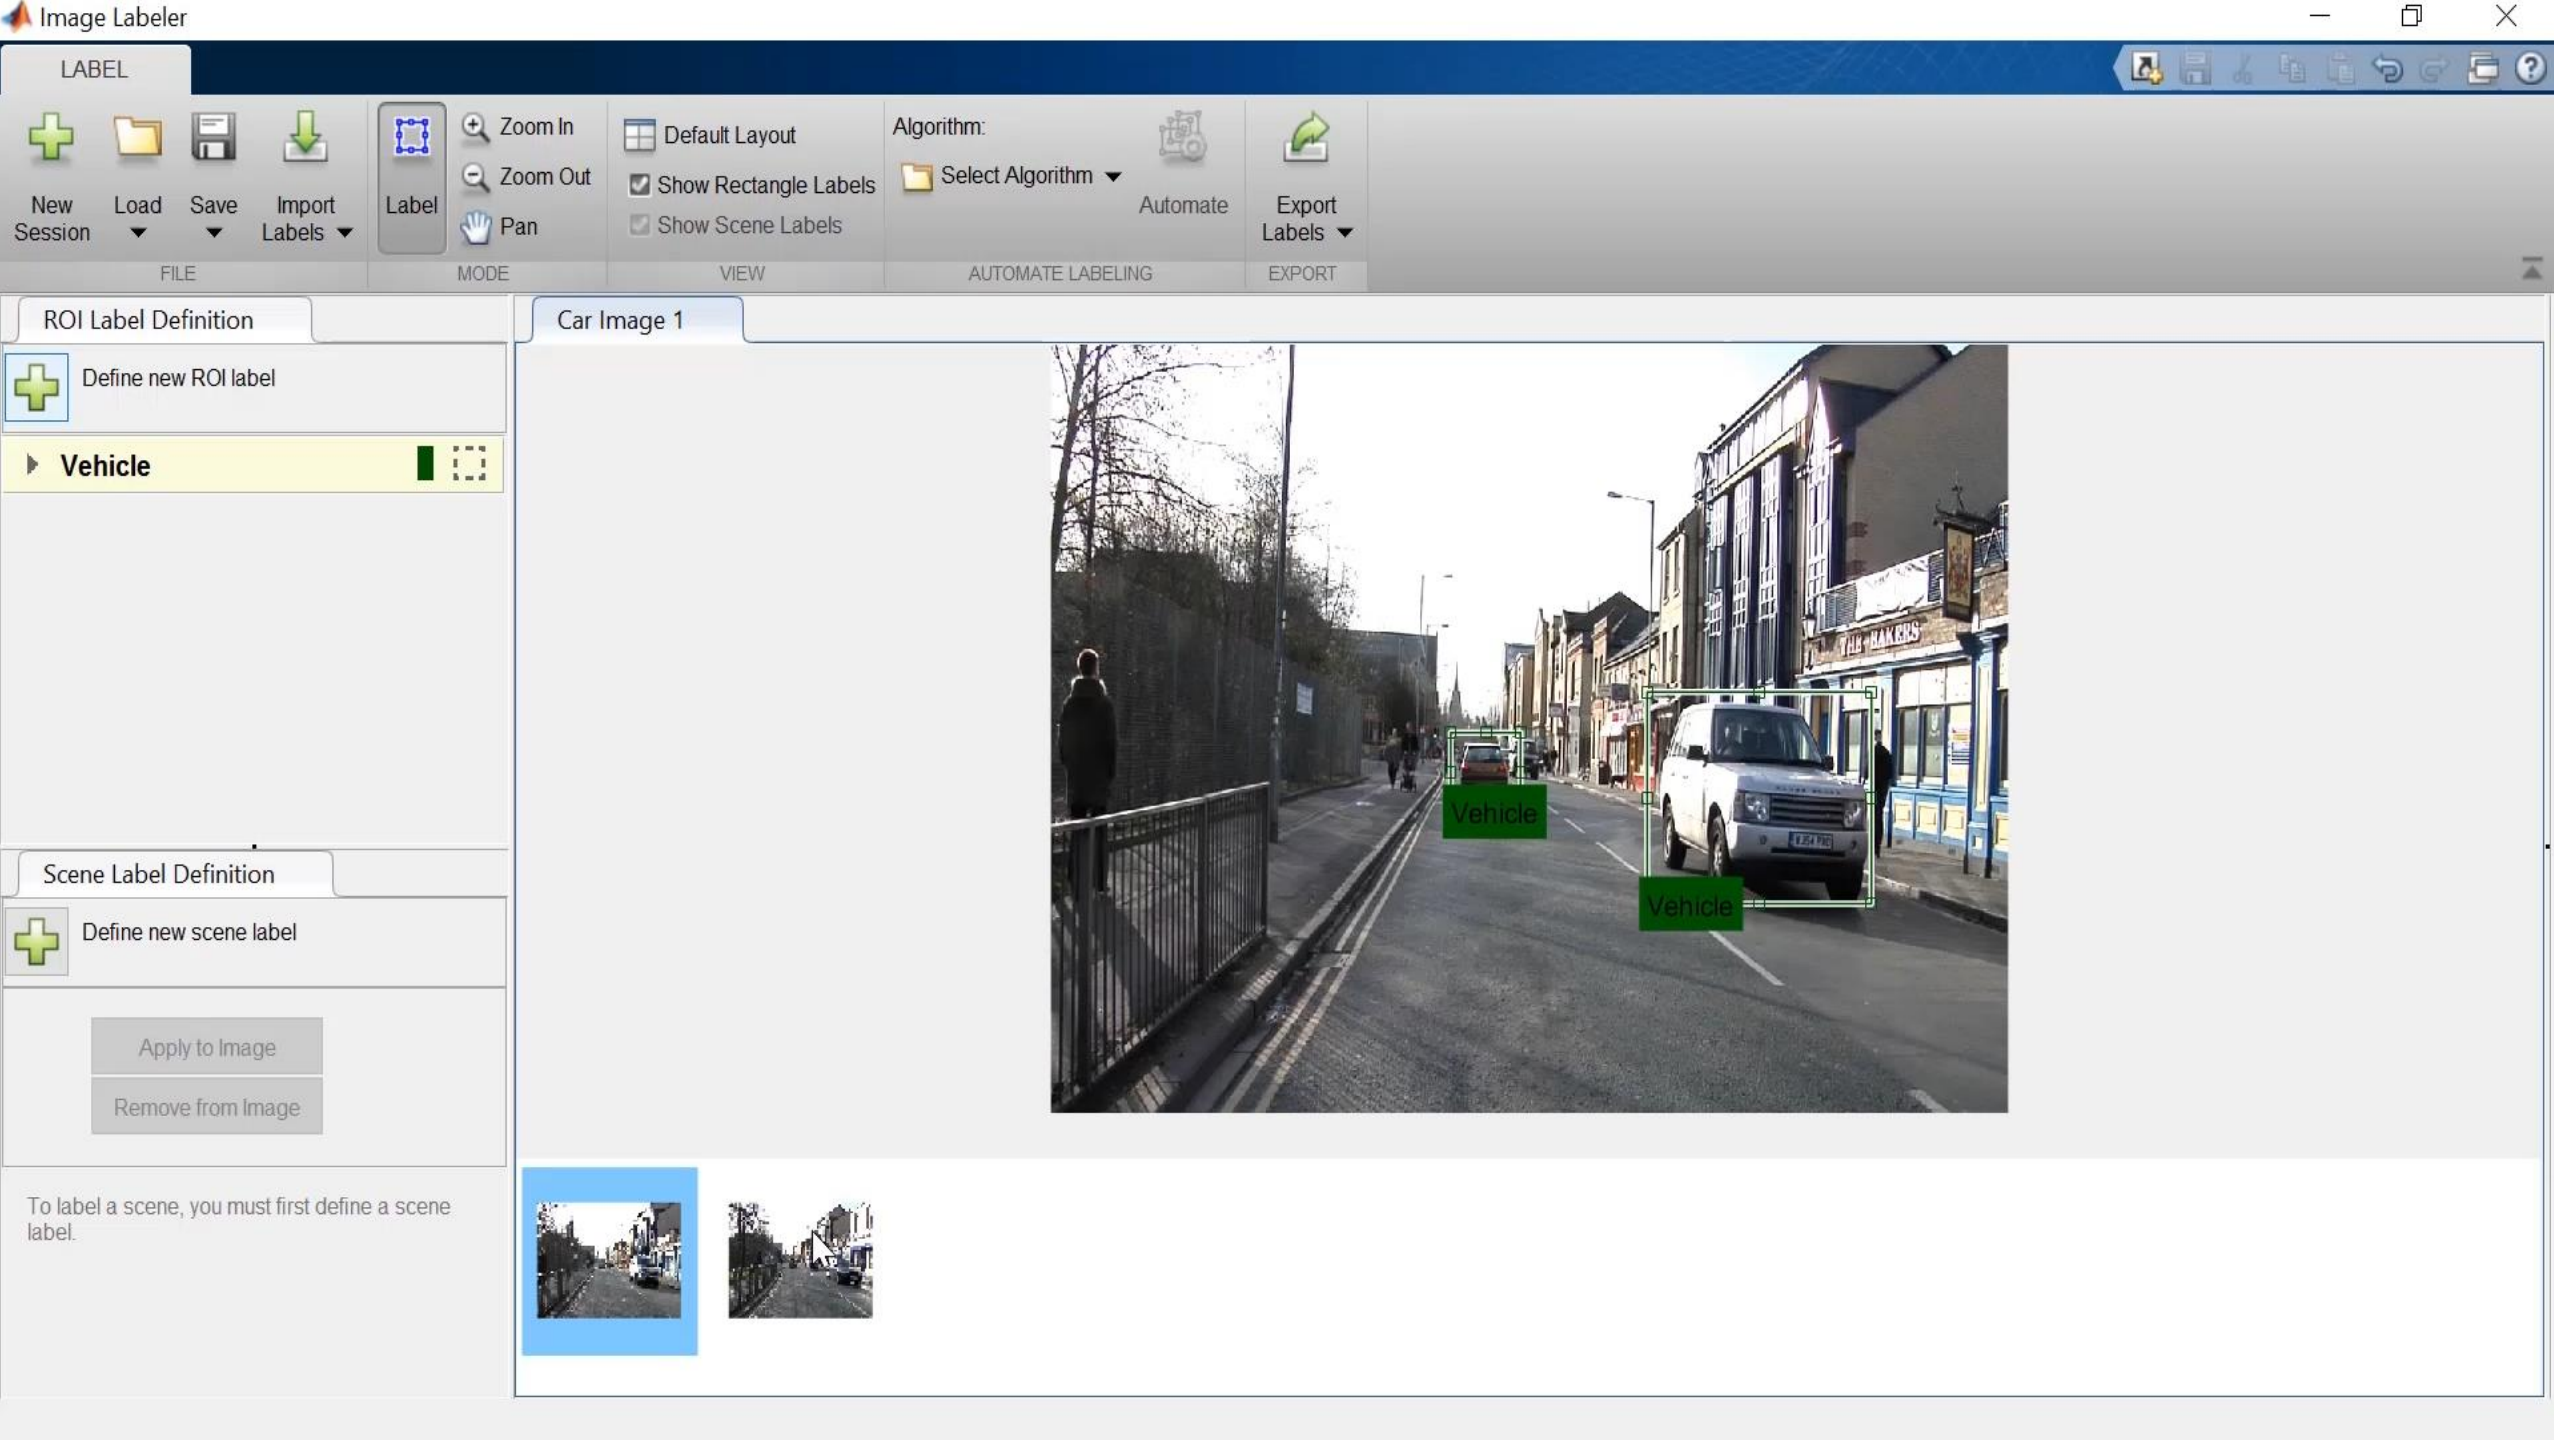 Image Labeler
LABEL
New Session
Load
Save
Import Labels
FILE
Label
Zoom In
Zoom Out
Pan
MODE
Default Layout
Show Rectangle Labels
Show Scene Labels
VIEW
Algorithm:
Select Algorithm
Automate
AUTOMATE LABELING
Export Labels
EXPORT
ROI Label Definition
Define new ROI label
Vehicle
Scene Label Definition
Define new scene label
Apply to Image
Remove from Image
To label a scene, you must first define a scene
label.
Car Image 1
THE BAKERS
Vehicle
Vehicle